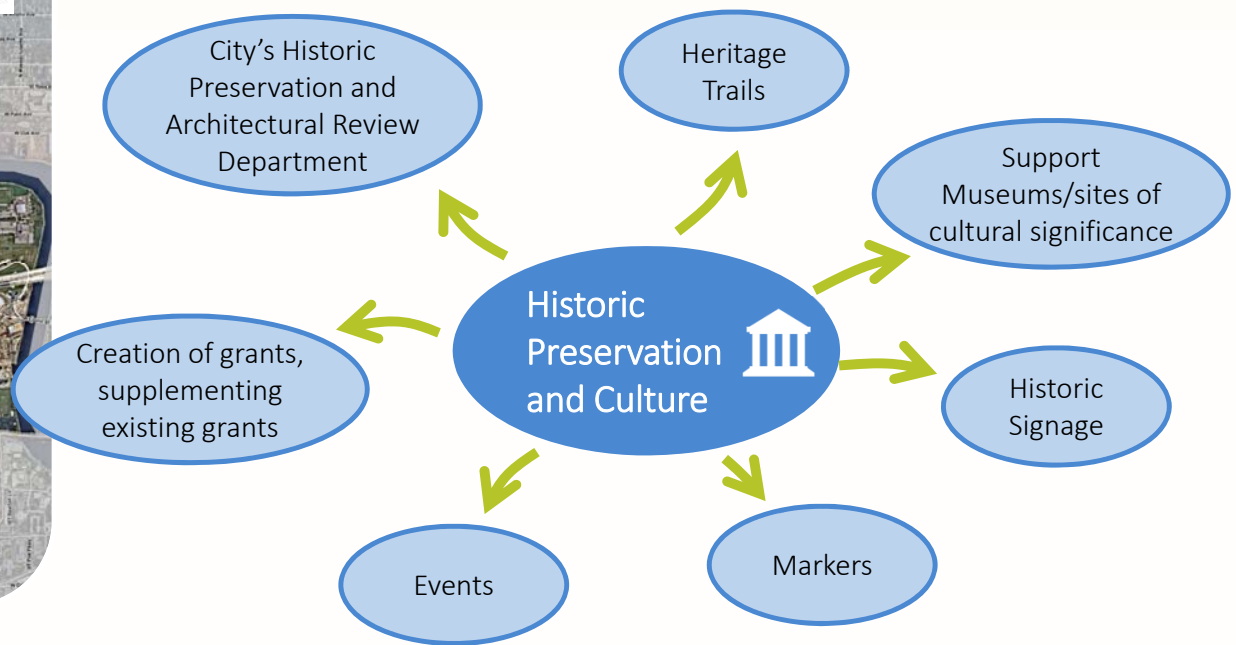 City's Historic
Preservation and
Architectural Review
Department
Heritage
Trails
Support
Museums/sites of
cultural significance
Historic
Preservation
and Culture
Creation of grants,
supplementing
existing grants
Historic
Signage
Events
Markers